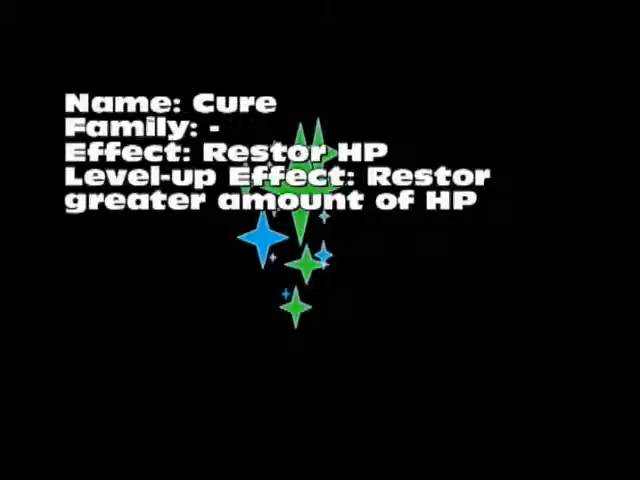 Name: Cure
Family: -
Effect: Restor HP
Level-up Effect: Restor
greater amount of HP